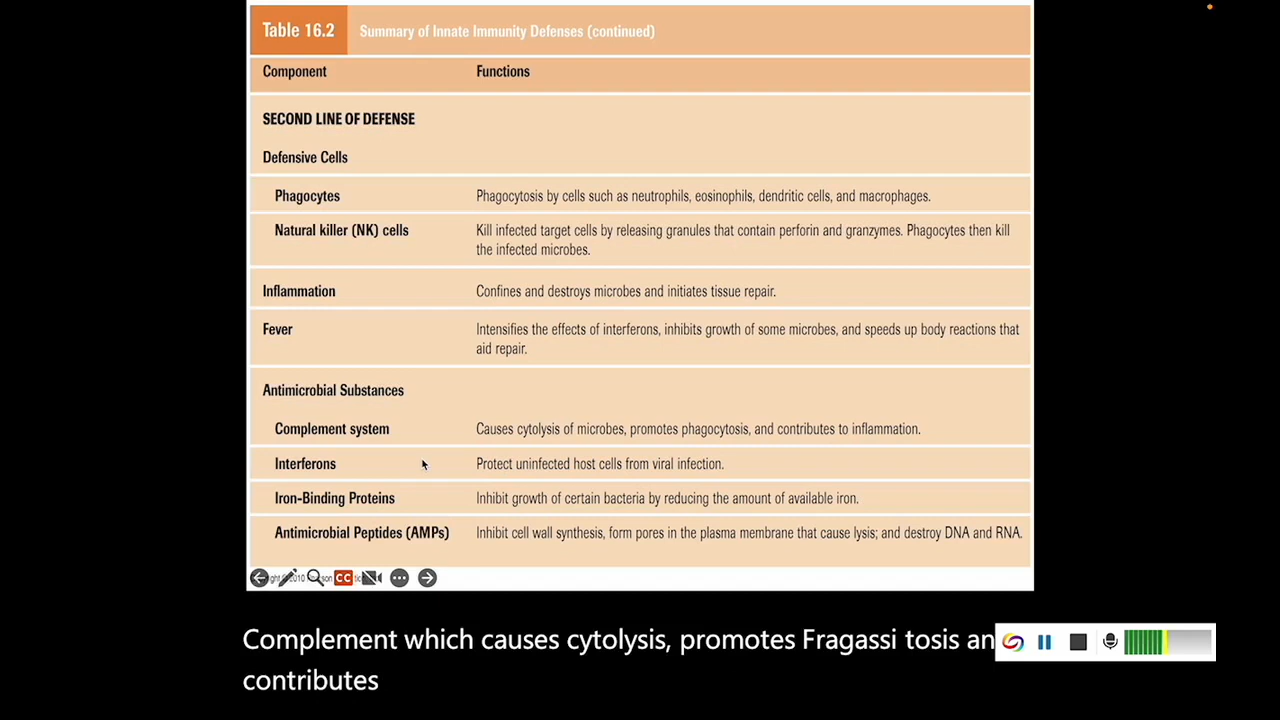 Table 16.2 Summary of Innate Immunity Defenses (continued)
Component Functions
SECOND LINE OF DEFENSE
Defensive Cells
Phagocytes Phagocytosis by cells such as neutrophils, eosinophils, dendritic cells, and macrophages.
Natural killer (NK) cells Kill infected target cells by releasing granules that contain perforin and granzymes. Phagocytes then kill
the infected microbes.
Inflammation Confines and destroys microbes and initiates tissue repair.
Fever Intensifies the effects of interferons, inhibits growth of some microbes, and speeds up body reactions that
aid repair.
Antimicrobial Substances
Complement system Causes cytolysis of microbes, promotes phagocytosis, and contributes to inflammation.
Interferons Protect uninfected host cells from viral infection.
Iron-Binding Proteins Inhibit growth of certain bacteria by reducing the amount of available iron.
Antimicrobial Peptides (AMPs) Inhibit cell wall synthesis, form pores in the plasma membrane that cause lysis; and destroy DNA and RNA.
2010 CC
Complement which causes cytolysis, promotes Fragassi tosis an
contributes